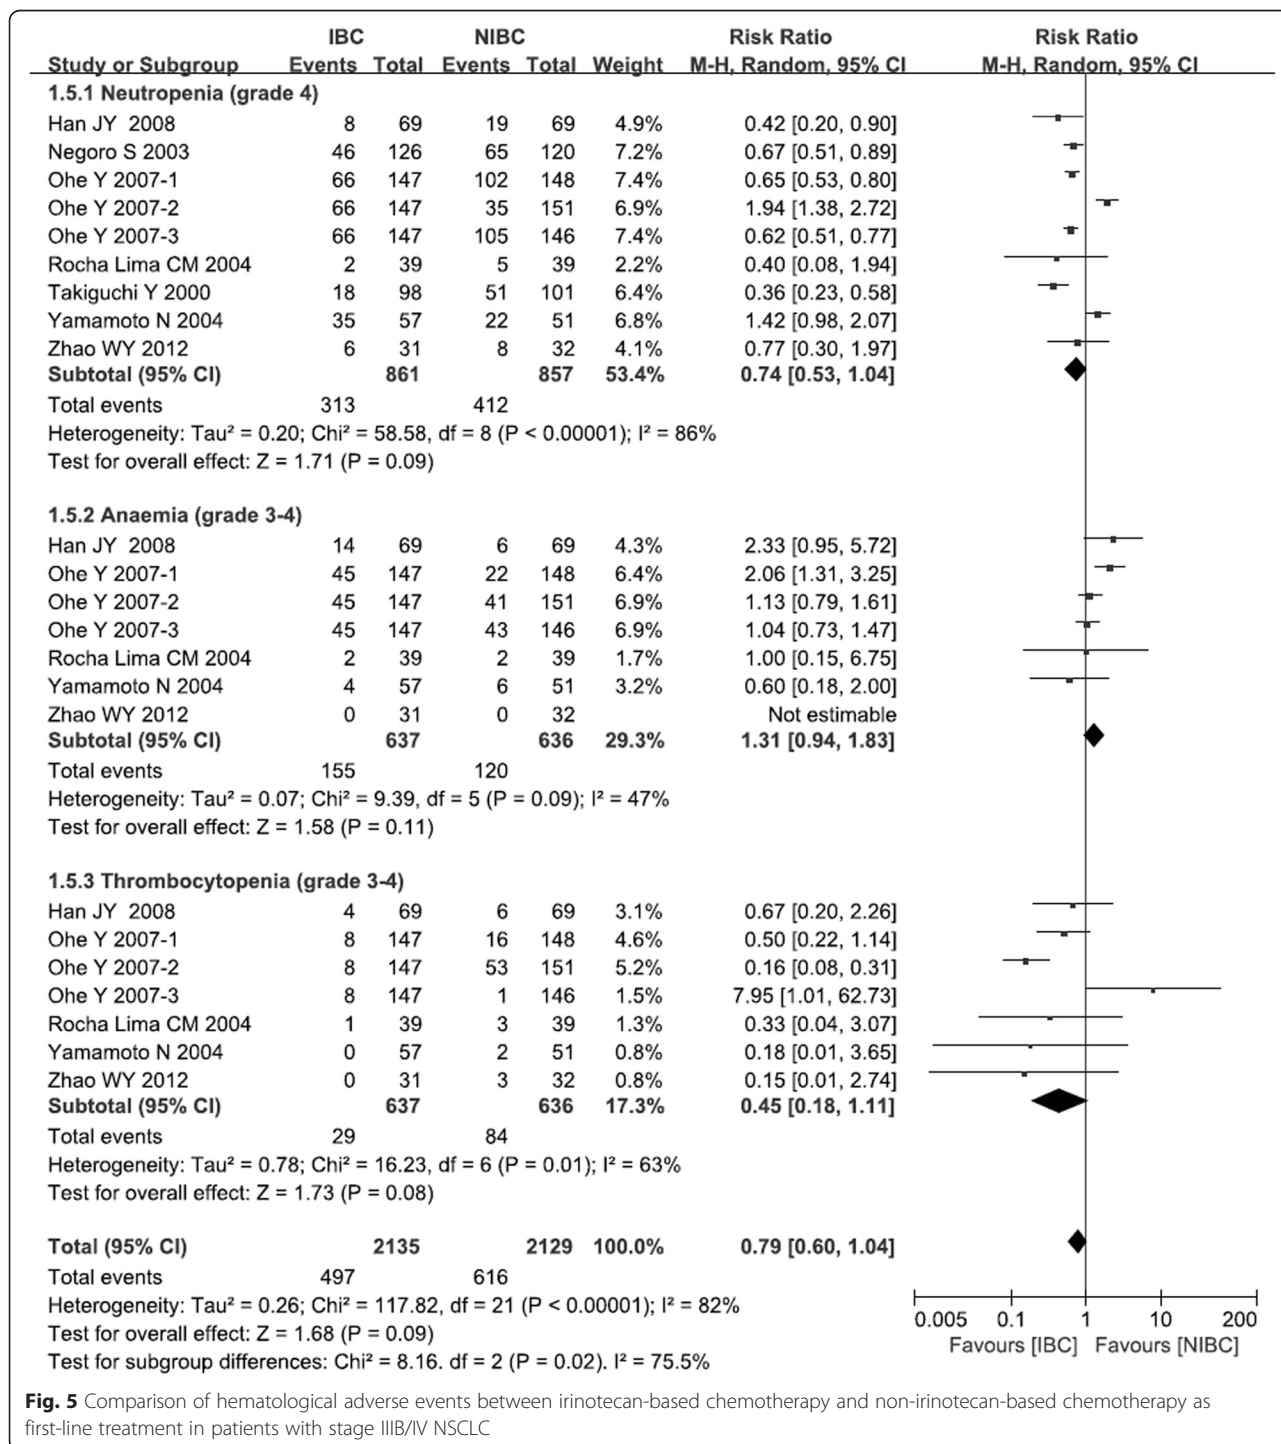 IBC NIBC Risk Ratio Risk Ratio
Study or Subgroup Events Total Events Total Weight M-H, Random, 95% CI M-H, Random, 95% CI
1.5.1 Neutropenia (grade 4)
Han JY 2008 8 69 19 69 4.9% 0.42 [0.20, 0.90]
Negoro S 2003 46 126 65 120 7.2% 0.67 [0.51, 0.89]
Ohe Y 2007-1 66 147 102 148 7.4% 0.65 [0.53, 0.80]
Ohe Y 2007-2 66 147 35 151 6.9% 1.94 [1.38, 2.72]
Ohe Y 2007-3 66 147 105 146 7.4% 0.62 [0.51, 0.77]
Rocha Lima CM 2004 2 39 5 39 2.2% 0.40 [0.08, 1.94]
Takiguchi Y 2000 18 98 51 101 6.4% 0.36 [0.23, 0.58]
Yamamoto N 2004 35 57 22 51 6.8% 1.42 [0.98, 2.07]
Zhao WY 2012 6 31 8 32 4.1% 0.77 [0.30, 1.97]
Subtotal (95% CI) 861 857 53.4% 0.74 [0.53, 1.04]
Total events 313 412
Heterogeneity: Tau² = 0.20; Chi² = 58.58, df = 8 (P < 0.00001); I² = 86%
Test for overall effect: Z = 1.71 (P = 0.09)
1.5.2 Anaemia (grade 3-4)
Han JY 2008 14 69 6 69 4.3% 2.33 [0.95, 5.72]
Ohe Y 2007-1 45 147 22 148 6.4% 2.06 [1.31, 3.25]
Ohe Y 2007-2 45 147 41 151 6.9% 1.13 [0.79, 1.61]
Ohe Y 2007-3 45 147 43 146 6.9% 1.04 [0.73, 1.47]
Rocha Lima CM 2004 2 39 2 39 1.7% 1.00 [0.15, 6.75]
Yamamoto N 2004 4 57 6 51 3.2% 0.60 [0.18, 2.00]
Zhao WY 2012 0 31 0 32 Not estimable
Subtotal (95% CI) 637 636 29.3% 1.31 [0.94, 1.83]
Total events 155 120
Heterogeneity: Tau² = 0.07; Chi² = 9.39, df = 5 (P = 0.09); I² = 47%
Test for overall effect: Z = 1.58 (P = 0.11)
1.5.3 Thrombocytopenia (grade 3-4)
Han JY 2008 4 69 6 69 3.1% 0.67 [0.20, 2.26]
Ohe Y 2007-1 8 147 16 148 4.6% 0.50 [0.22, 1.14]
Ohe Y 2007-2 8 147 53 151 5.2% 0.16 [0.08, 0.31]
Ohe Y 2007-3 8 147 1 146 1.5% 7.95 [1.01, 62.73]
Rocha Lima CM 2004 1 39 3 39 1.3% 0.33 [0.04, 3.07]
Yamamoto N 2004 0 57 2 51 0.8% 0.18 [0.01, 3.65]
Zhao WY 2012 0 31 3 32 0.8% 0.15 [0.01, 2.74]
Subtotal (95% CI) 637 636 17.3% 0.45 [0.18, 1.11]
Total events 29 84
Heterogeneity: Tau² = 0.78; Chi² = 16.23, df = 6 (P = 0.01); I² = 63%
Test for overall effect: Z = 1.73 (P = 0.08)
Total (95% CI) 2135 2129 100.0% 0.79 [0.60, 1.04]
Total events 497 616
Heterogeneity: Tau² = 0.26; Chi² = 117.82, df = 21 (P < 0.00001); I² = 82%
Test for overall effect: Z = 1.68 (P = 0.09)
Test for subgroup differences: Chi² = 8.16. df = 2 (P = 0.02). I² = 75.5%
0.005 0.1 1 10 200
Favours [IBC] Favours [NIBC]
Fig. 5 Comparison of hematological adverse events between irinotecan-based chemotherapy and non-irinotecan-based chemotherapy as
first-line treatment in patients with stage IIIB/IV NSCLC